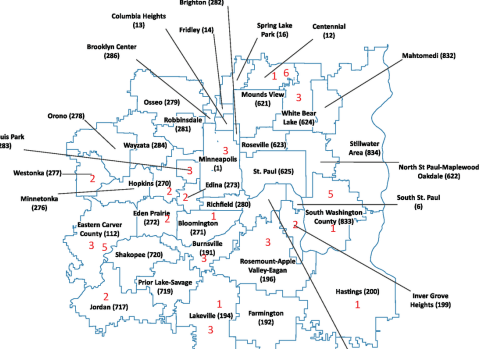 Brighton (282)
Columbia Heights
(13)
Spring Lake
Park (16)
Centennial
(12)
Fridley (14)
Brooklyn Center
(286)
Mahtomedi (832)
1
6
Osseo (279)
Mounds View
(621)
3
Orono (278)
Robbinsdale
(281)
White Bear
Lake (624)
uis Park
283)
Wayzata (284)
3
Roseville (623)
Stillwater
Area (834)
Minneapolis
(1)
Westonka (277)
2
3
St. Paul (625)
North St Paul-Maplewood
Oakdale (622)
Hopkins (270)
2
2
Edina (273)
5
Minnetonka
(276)
Richfield (280)
South St. Paul
(6)
Eden Prairie
(272)
2
1
Bloomington
(271)
South Washington
County (833)
2
1
Eastern Carver
County (112)
3
5
Burnsville
(191)
3
3
Shakopee (720)
Rosemount-Apple
Valley-Eagan
(196)
Prior Lake-Savage
(719)
Inver Grove
Heights (199)
2
Jordan (717)
1
Lakeville (194)
3
Farmington
(192)
Hastings (200)
1